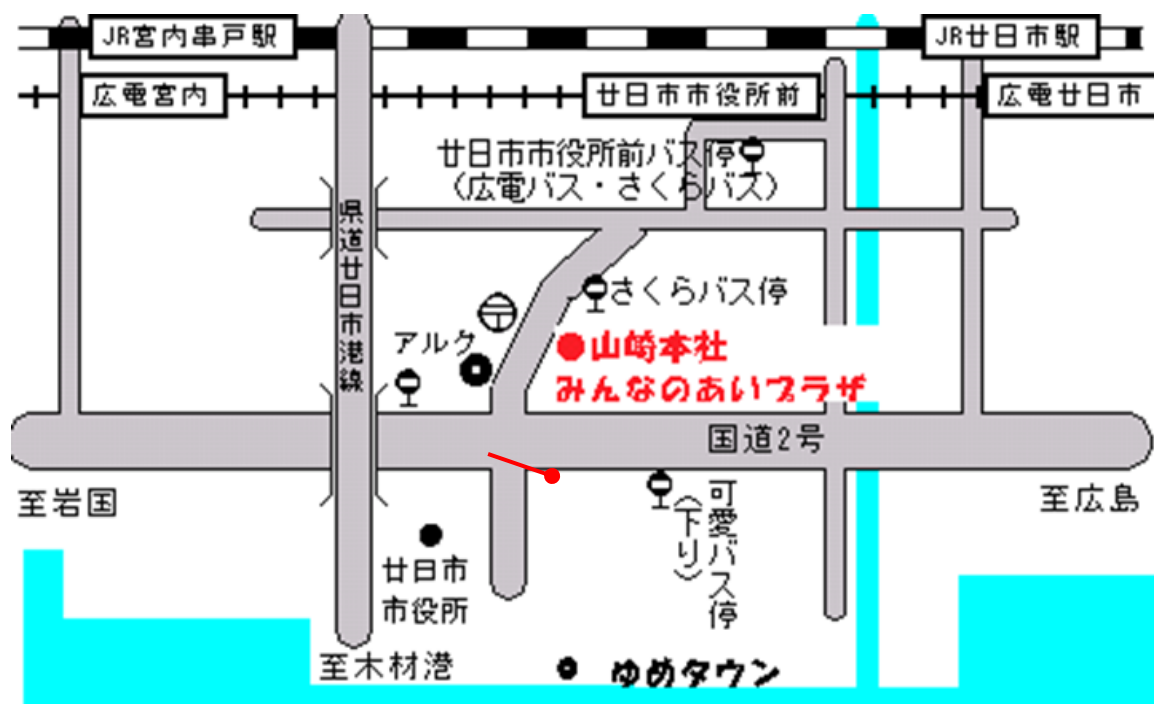 JR宮内串戸駅
JR廿日市駅
広電宮内
廿日市市役所前
広電廿日市
廿日市市役所前バス停
（広電バス・さくらバス）
県道廿日市港線
さくらバス停
〒
アルク
山崎本社
みんなのあいプラザ
国道2号
至岩国
至広島
可愛バス停
（下り）
廿日市
市役所
至木材港
ゆめタウン